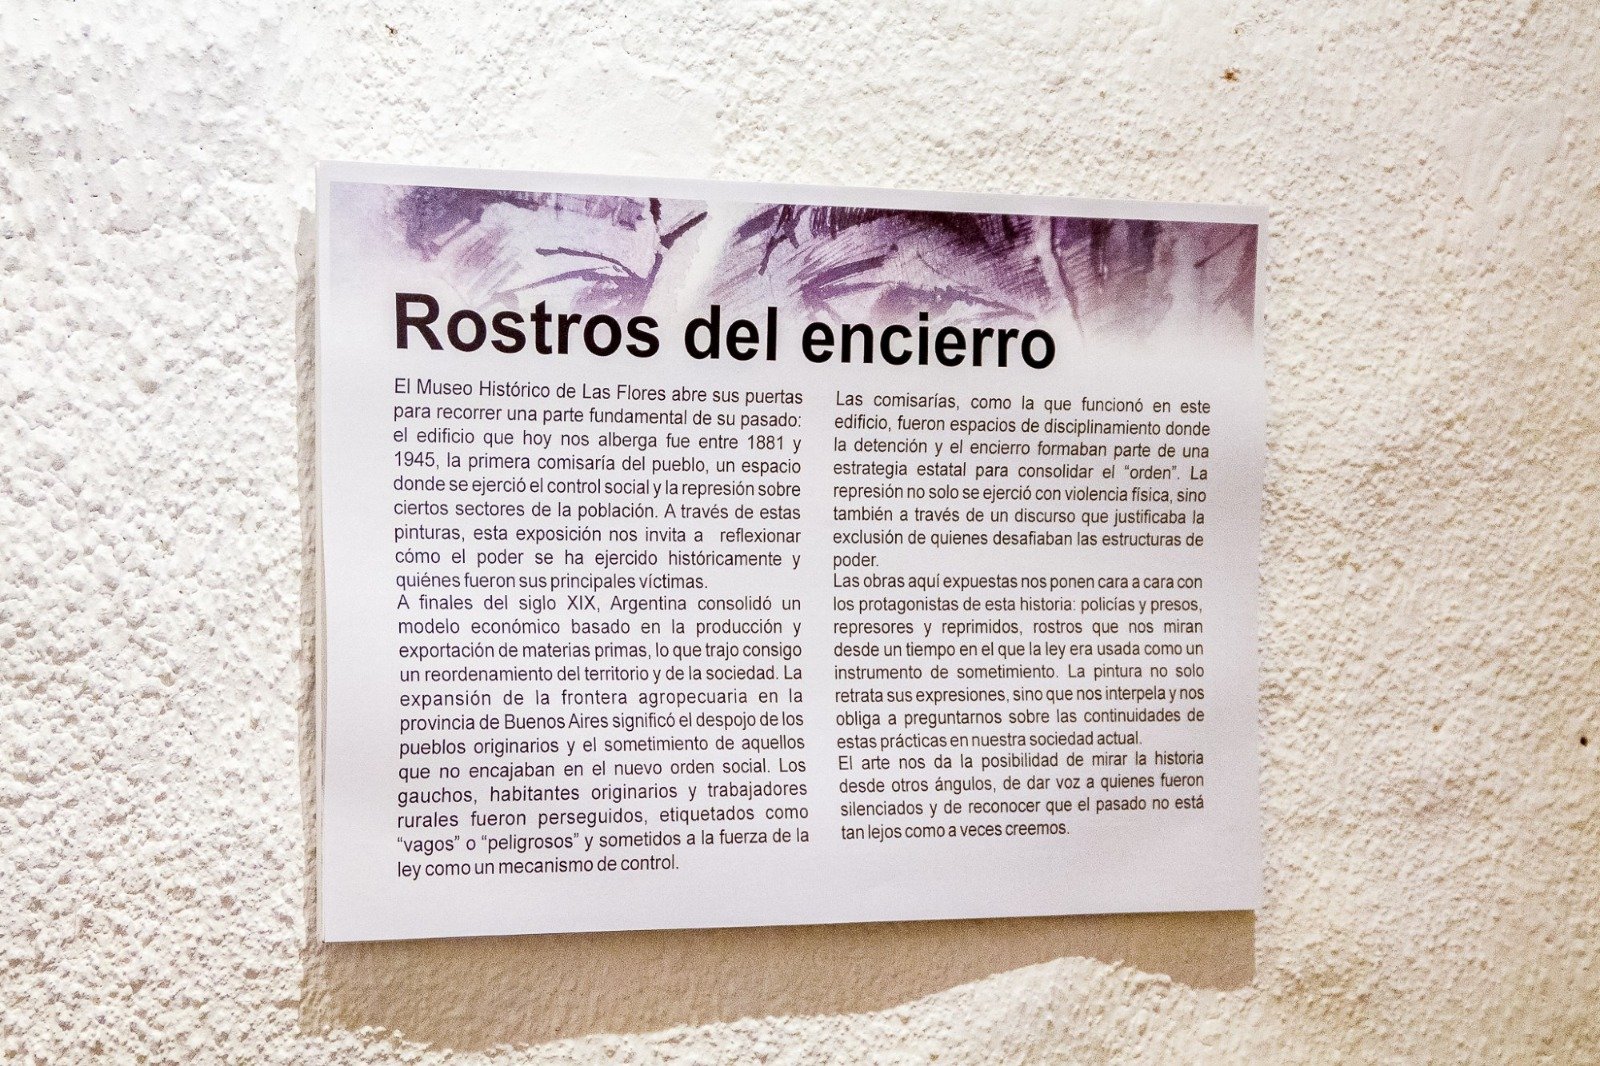 Rostros del encierro
El Museo Histórico de Las Flores abre sus puertas
para recorrer una parte fundamental de su pasado:
el edificio que hoy nos alberga fue entre 1881 y
1945, la primera comisaría del pueblo, un espacio
donde se ejerció el control social y la represión sobre
ciertos sectores de la población. A través de estas
pinturas, esta exposición nos invita a reflexionar
cómo el poder se ha ejercido históricamente y
quiénes fueron sus principales víctimas.
A finales del siglo XIX, Argentina consolidó un
modelo económico basado en la producción y
exportación de materias primas, lo que trajo consigo
un reordenamiento del territorio y de la sociedad. La
expansión de la frontera agropecuaria en la
provincia de Buenos Aires significó el despojo de los
pueblos originarios y el sometimiento de aquellos
que no encajaban en el nuevo orden social. Los
gauchos, habitantes originarios y trabajadores
rurales fueron perseguidos, etiquetados como
“vagos” o “peligrosos” y sometidos a la fuerza de la
ley como un mecanismo de control.
Las comisarías, como la que funcionó en este
edificio, fueron espacios de disciplinamiento donde
la detención y el encierro formaban parte de una
estrategia estatal para consolidar el “orden”. La
represión no solo se ejerció con violencia física, sino
también a través de un discurso que justificaba la
exclusión de quienes desafiaban las estructuras de
poder.
Las obras aquí expuestas nos ponen cara a cara con
los protagonistas de esta historia: policías y presos,
represores y reprimidos, rostros que nos miran
desde un tiempo en el que la ley era usada como un
instrumento de sometimiento. La pintura no solo
retrata sus expresiones, sino que nos interpela y nos
obliga a preguntarnos sobre las continuidades de
estas prácticas en nuestra sociedad actual.
El arte nos da la posibilidad de mirar la historia
desde otros ángulos, de dar voz a quienes fueron
silenciados y de reconocer que el pasado no está
tan lejos como a veces creemos.